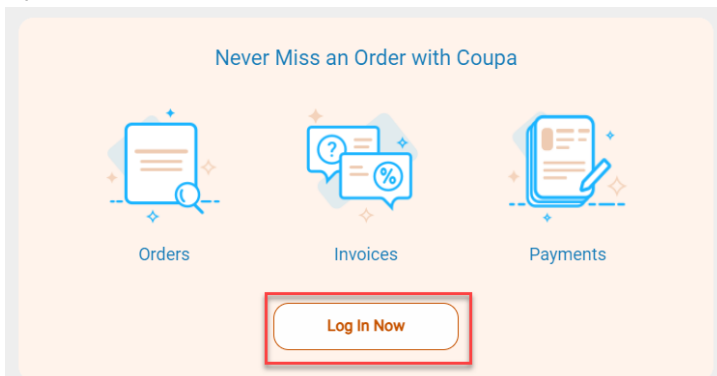 Never Miss an Order with Coupa
Orders Invoices Payments
Log In Now